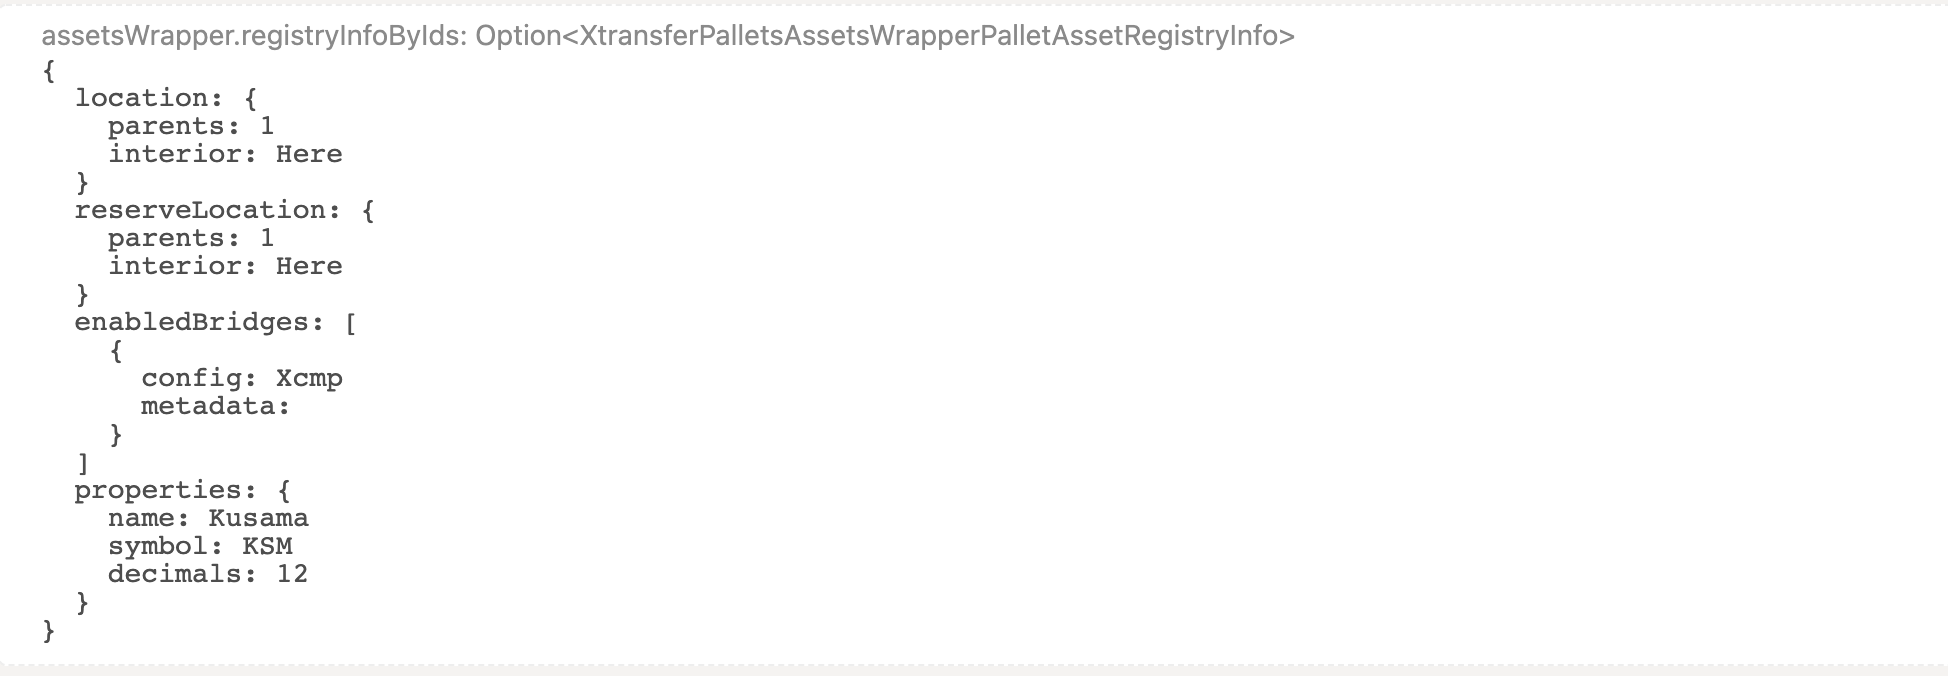 assetsWrapper.registryInfoByIds: Option<XtransferPalletsAssetsWrapperPalletAssetRegistryInfo>
{
  location: {
    parents: 1
    interior: Here
  }
  reserveLocation: {
    parents: 1
    interior: Here
  }
  enabledBridges: [
    {
      config: Xcmp
      metadata:
    }
  ]
  properties: {
    name: Kusama
    symbol: KSM
    decimals: 12
  }
}